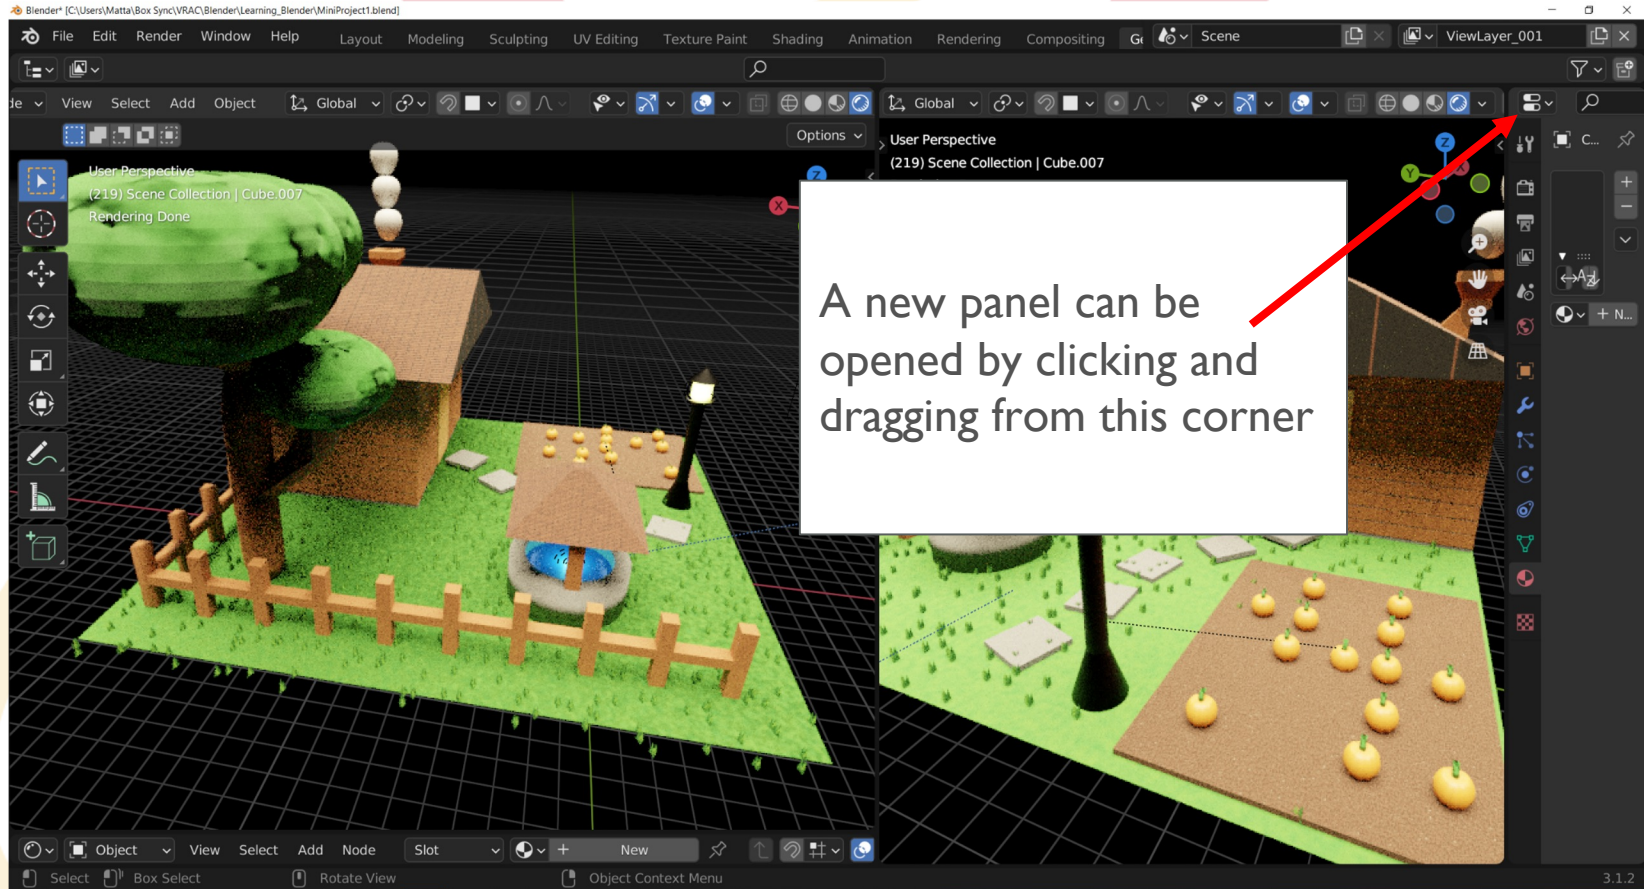 Blender* [C:\Users\Matta\Box Sync\VRAC\Blender\Learning_Blender\MiniProject1.blend]
File Edit Render Window Help Layout Modeling Sculpting UV Editing Texture Paint Shading Animation Rendering Compositing Ge Scene ViewLayer_001
de View Select Add Object Global Global
Options
User Perspective
(219) Scene Collection | Cube.007
Rendering Done
User Perspective
(219) Scene Collection | Cube.007
Z
X
Z
Y
X
C...
N...
A new panel can be
opened by clicking and
dragging from this corner
Object View Select Add Node Slot New
Select Box Select Rotate View Object Context Menu 3.1.2